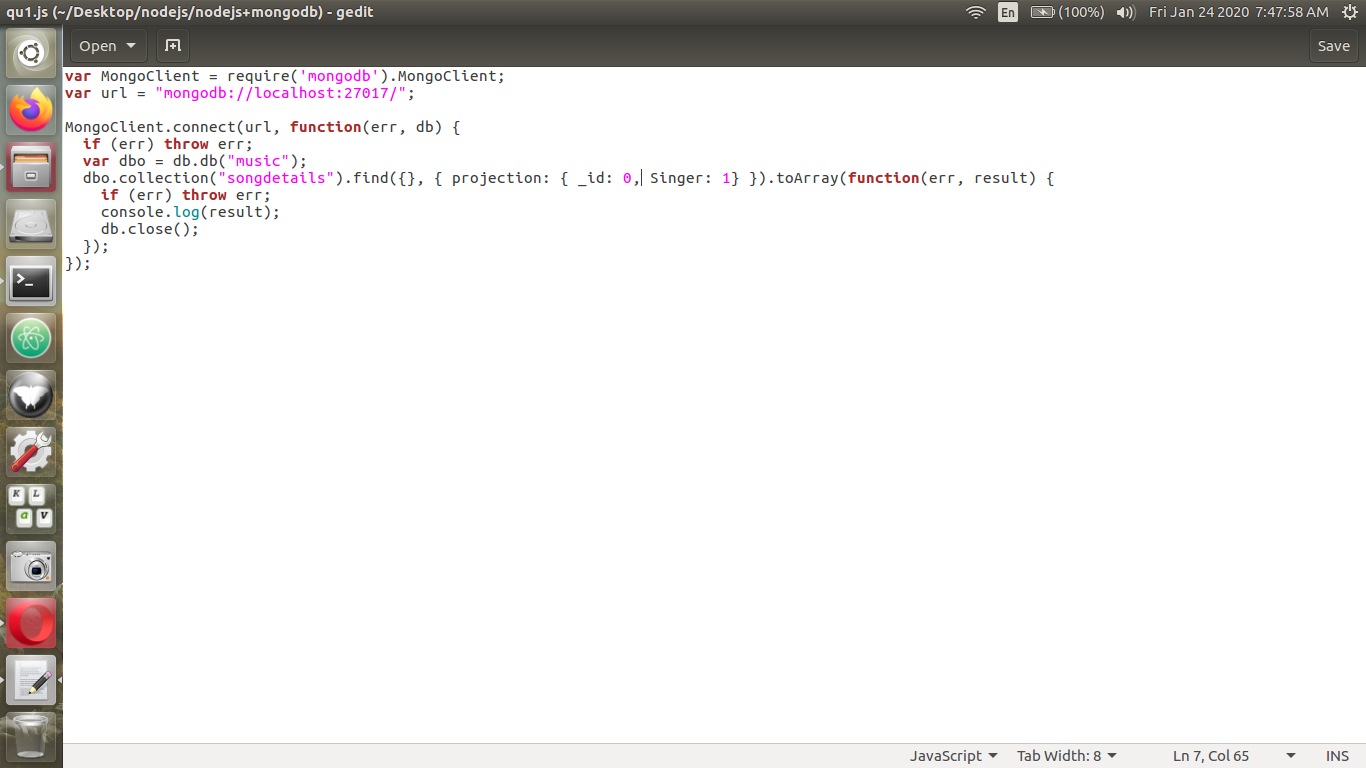 qu1.js (~/Desktop/nodejs/nodejs+mongodb) - gedit
En (100%) Fri Jan 24 2020 7:47:58 AM
Open Save
var MongoClient = require('mongodb').MongoClient;
var url = "mongodb://localhost:27017/";
MongoClient.connect(url, function(err, db) {
  if (err) throw err;
  var dbo = db.db("music");
  dbo.collection("songdetails").find({}, { projection: { _id: 0, Singer: 1} }).toArray(function(err, result) {
    if (err) throw err;
    console.log(result);
    db.close();
  });
});
K L
a V
JavaScript Tab Width: 8 Ln 7, Col 65 INS